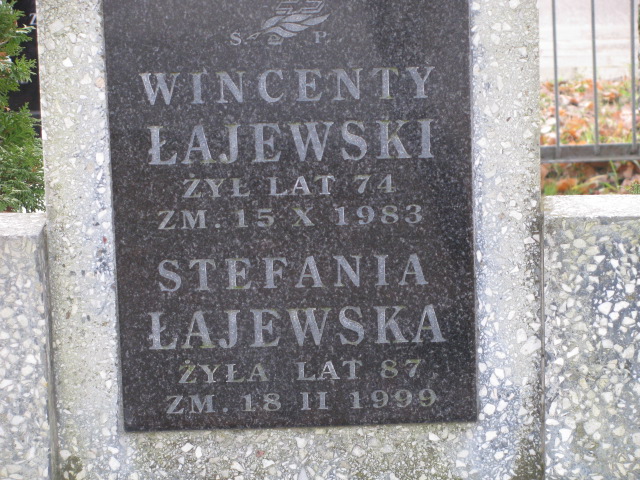 Ś. P.
WINCENTY
ŁAJEWSKI
ŻYŁ LAT 74
ZM. 15 X 1983
STEFANIA
ŁAJEWSKA
ŻYŁA LAT 87
ZM. 18 II 1999